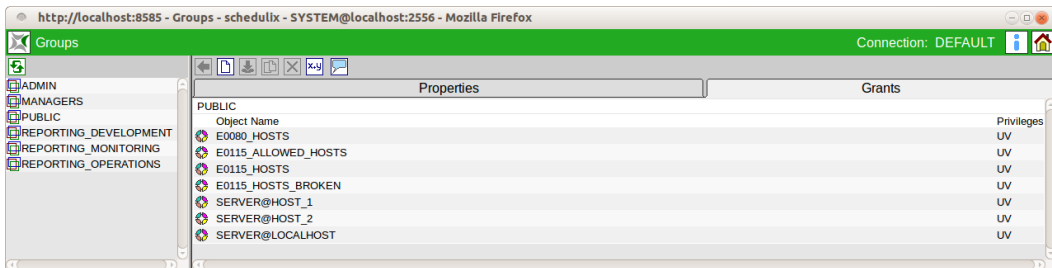 http://localhost:8585 - Groups - schedulix - SYSTEM@localhost:2556 - Mozilla Firefox
Groups
Connection: DEFAULT
ADMIN
MANAGERS
PUBLIC
REPORTING_DEVELOPMENT
REPORTING_MONITORING
REPORTING_OPERATIONS
x.y
Properties
Grants
PUBLIC
Object Name Privileges
E0080_HOSTS UV
E0115_ALLOWED_HOSTS UV
E0115_HOSTS UV
E0115_HOSTS_BROKEN UV
SERVER@HOST_1 UV
SERVER@HOST_2 UV
SERVER@LOCALHOST UV